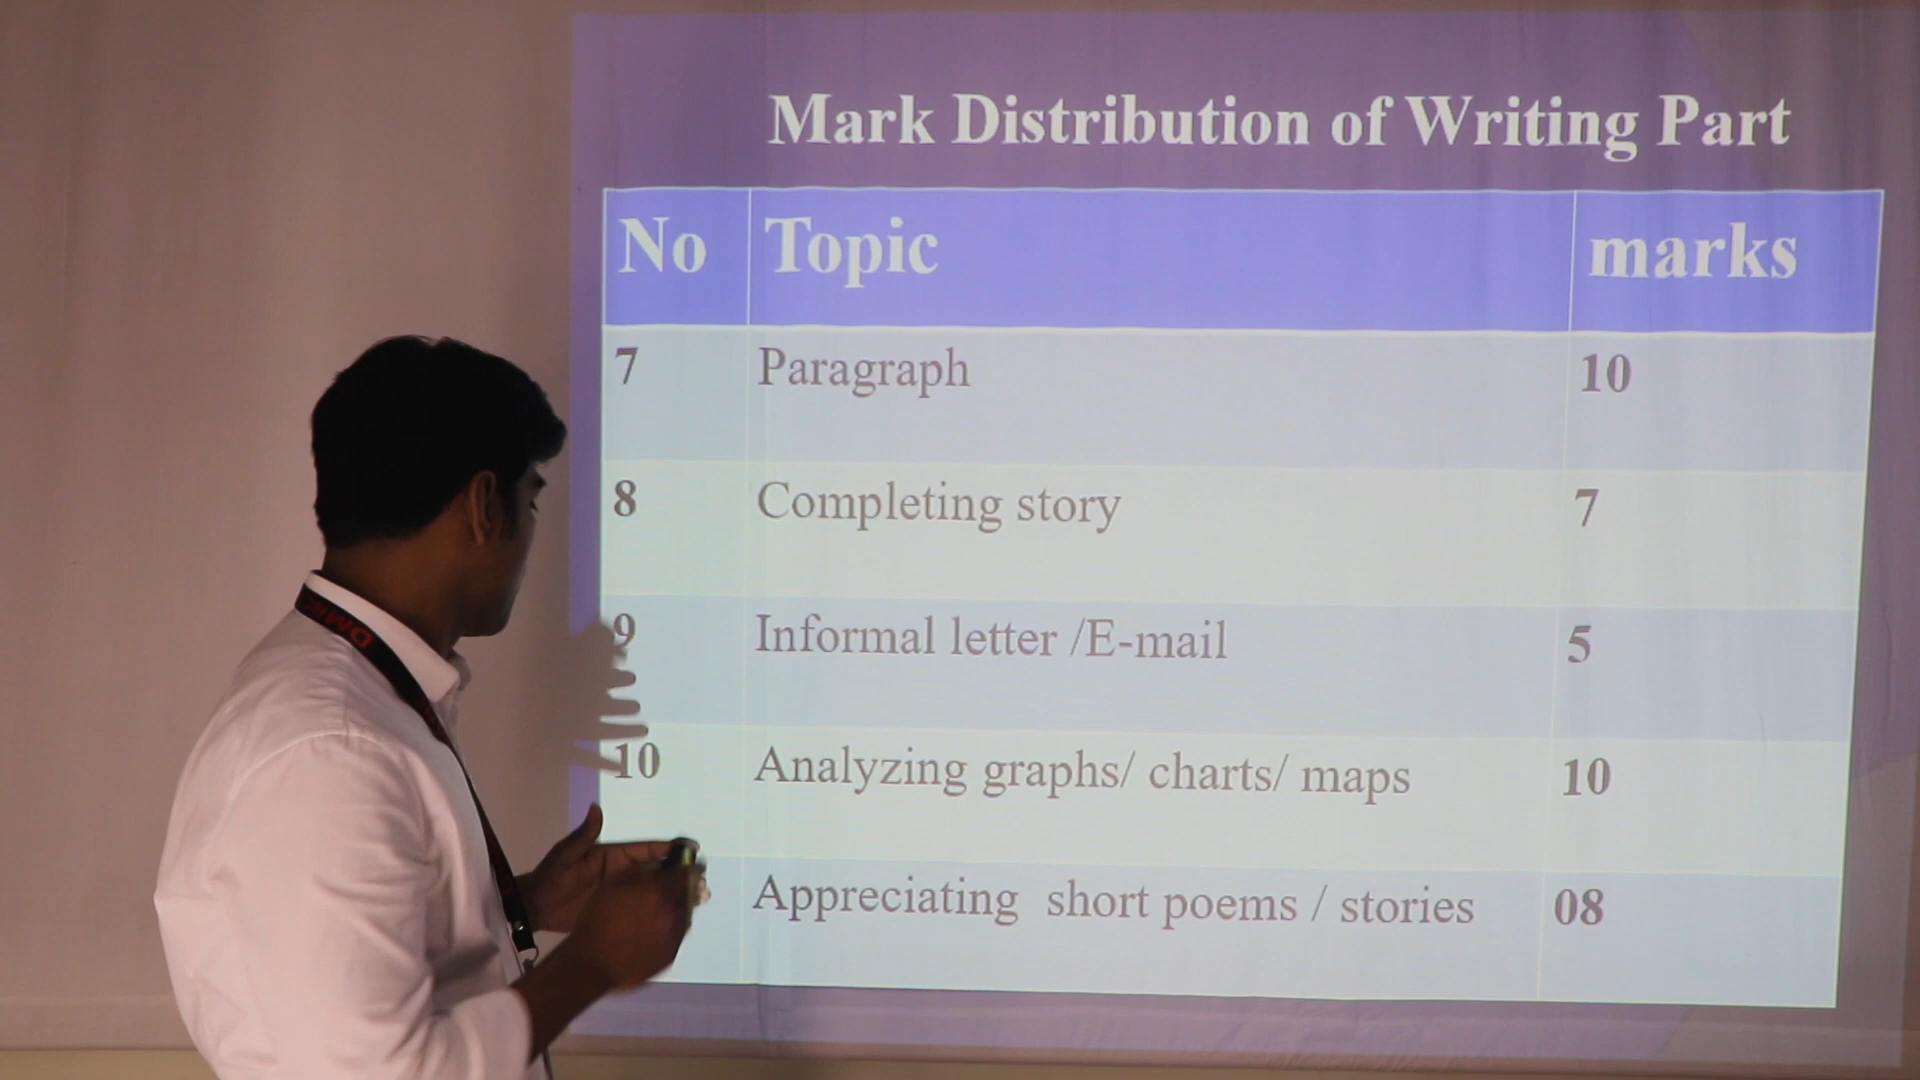 Mark Distribution of Writing Part
No Topic marks
7 Paragraph 10
8 Completing story 7
9 Informal letter /E-mail 5
10 Analyzing graphs/ charts/ maps 10
Appreciating short poems / stories 08